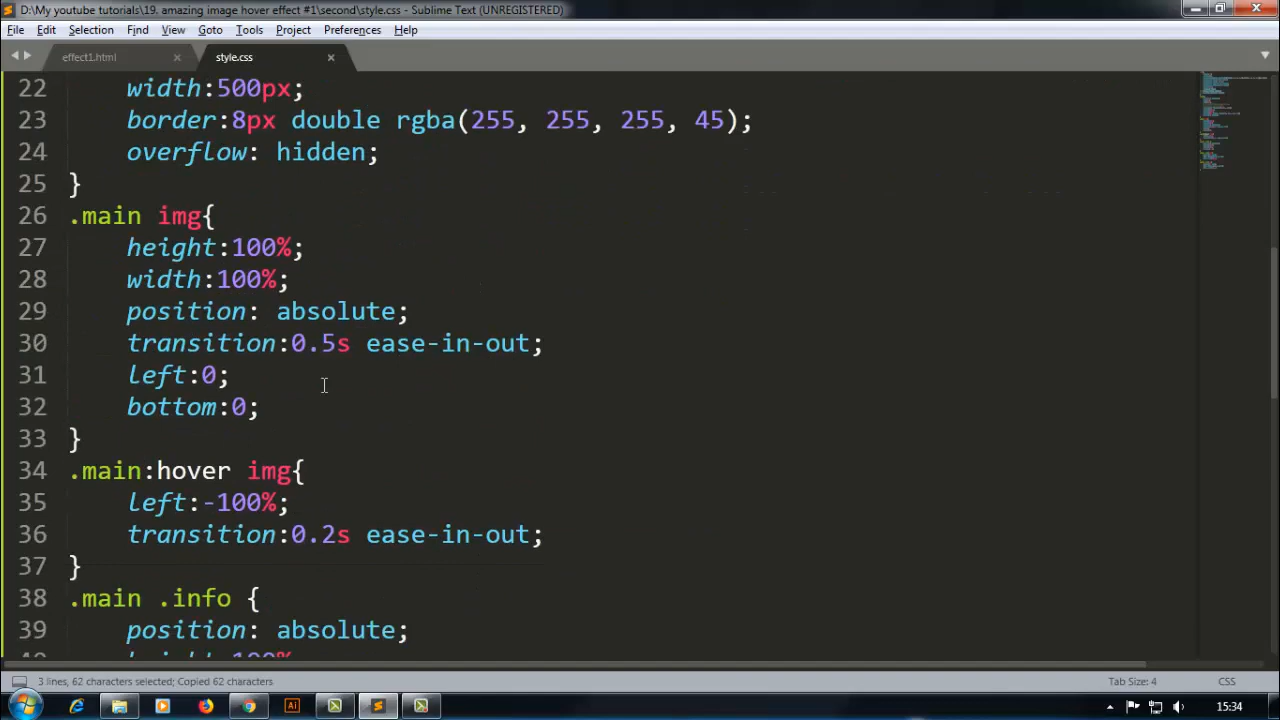 D:\My youtube tutorials\19. amazing image hover effect #1\second\style.css - Sublime Text (UNREGISTERED)
File Edit Selection Find View Goto Tools Project Preferences Help
effect1.html style.css
22 width:500px;
23 border:8px double rgba(255, 255, 255, 45);
24 overflow: hidden;
25 }
26 .main img{
27 height:100%;
28 width:100%;
29 position: absolute;
30 transition:0.5s ease-in-out;
31 left:0;
32 bottom:0;
33 }
34 .main:hover img{
35 left:-100%;
36 transition:0.2s ease-in-out;
37 }
38 .main .info {
39 position: absolute;
40 height:100%
3 lines, 62 characters selected; Copied 62 characters Tab Size: 4 CSS
Ai 15:34